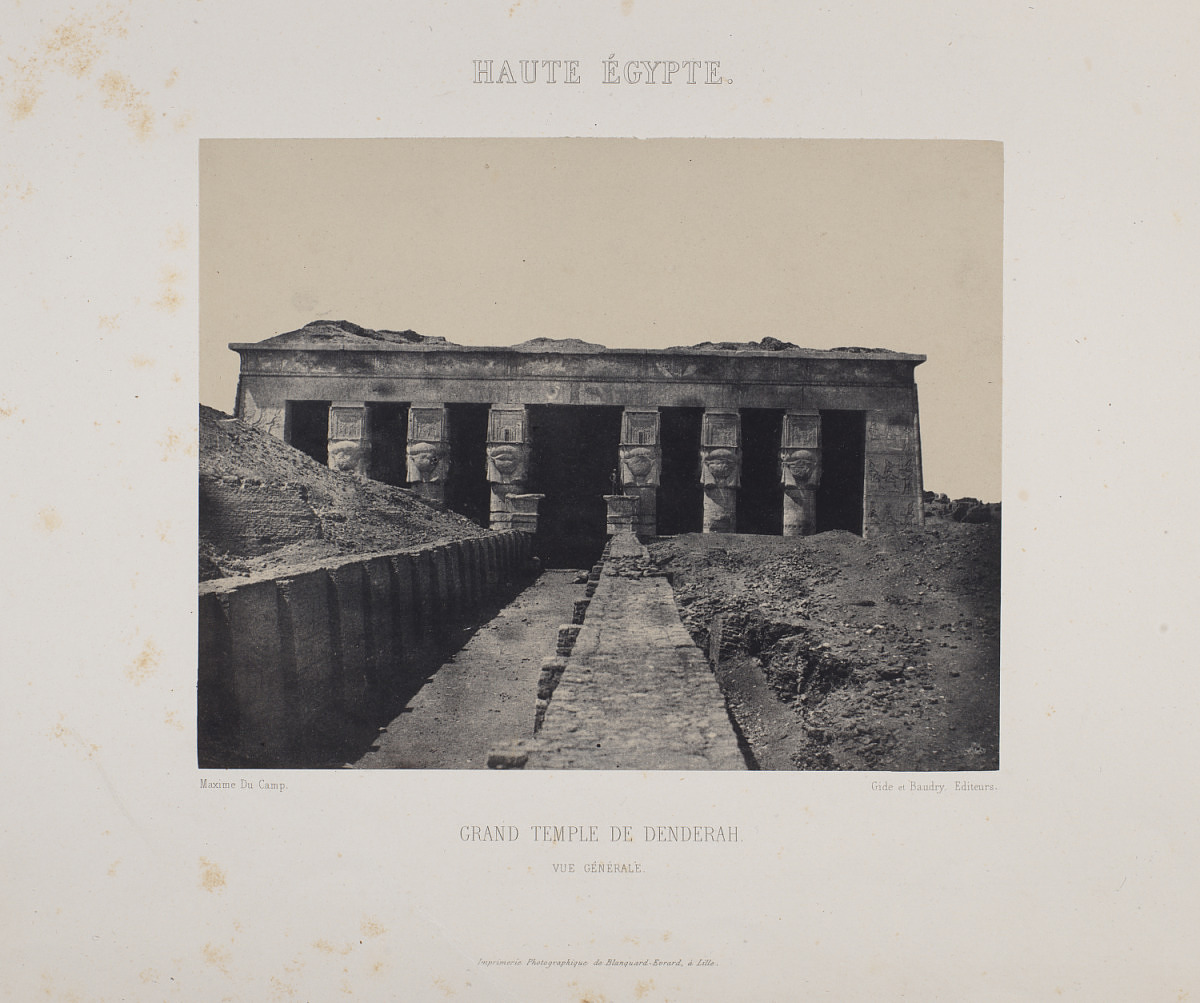 HAUTE ÉGYPTE.
Maxime Du Camp.
Gide et Baudry. Editeurs.
GRAND TEMPLE DE DENDERAH.
VUE GÉNÉRALE.
Imprimerie Photographique de Blanquard-Evrard, à Lille.